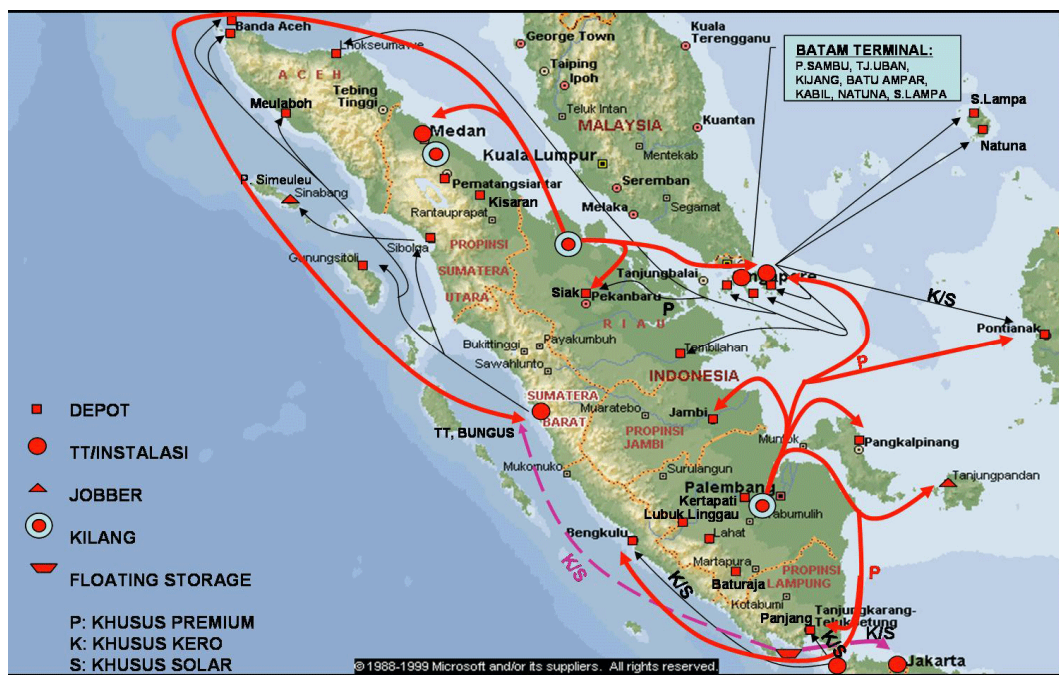 Banda Aceh
Lhokseumawe
George Town
Kuala
Terengganu
BATAM TERMINAL:
P.SAMBU, TJ.UBAN,
KIJANG, BATU AMPAR,
KABIL, NATUNA, S.LAMPA
A C E H
Taiping
Ipoh
Tebing
Tinggi
Meulaboh
Teluk Intan
S.Lampa
MALAYSIA
Kuantan
Medan
Natuna
Kuala Lumpur
Mentekab
P. Simeuleu
Sinabang
Pematangsiantar
Kisaran
Seremban
Melaka
Segamat
Rantauprapat
Sibolga
PROPINSI
SUMATERA
UTARA
Gunungsitoli
Tanjungbalai
Siak
Pekanbaru
P
K/S
R I A U
Pontianak
Bukittinggi
Payakumbuh
Sawahlunto
Tembilahan
INDONESIA
P
SUMATERA
BARAT
DEPOT
TT, BUNGUS
Muaratebo
Jambi
PROPINSI
JAMBI
Muntok
Pangkalpinang
TT/INSTALASI
Mukomuko
Surulangun
Palembang
Tanjungpandan
JOBBER
Kertapati
Lubuk Linggau
KILANG
Bengkulu
Lahat
K/S
K/S
Martapura
PROPINSI
LAMPUNG
P
FLOATING STORAGE
Baturaja
Kotabumi
Tanjungkarang-
Panjang
P: KHUSUS PREMIUM
K: KHUSUS KERO
S: KHUSUS SOLAR
K/S
K/S
Jakarta
© 1988-1999 Microsoft and/or its suppliers. All rights reserved.